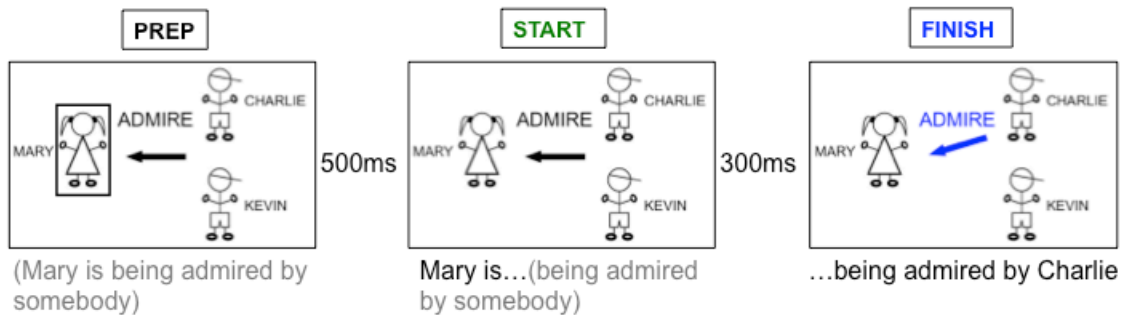 PREP
START
FINISH
CHARLIE
ADMIRE
MARY
KEVIN
500ms
CHARLIE
ADMIRE
MARY
KEVIN
300ms
CHARLIE
ADMIRE
MARY
KEVIN
(Mary is being admired by
somebody)
Mary is…(being admired
by somebody)
…being admired by Charlie